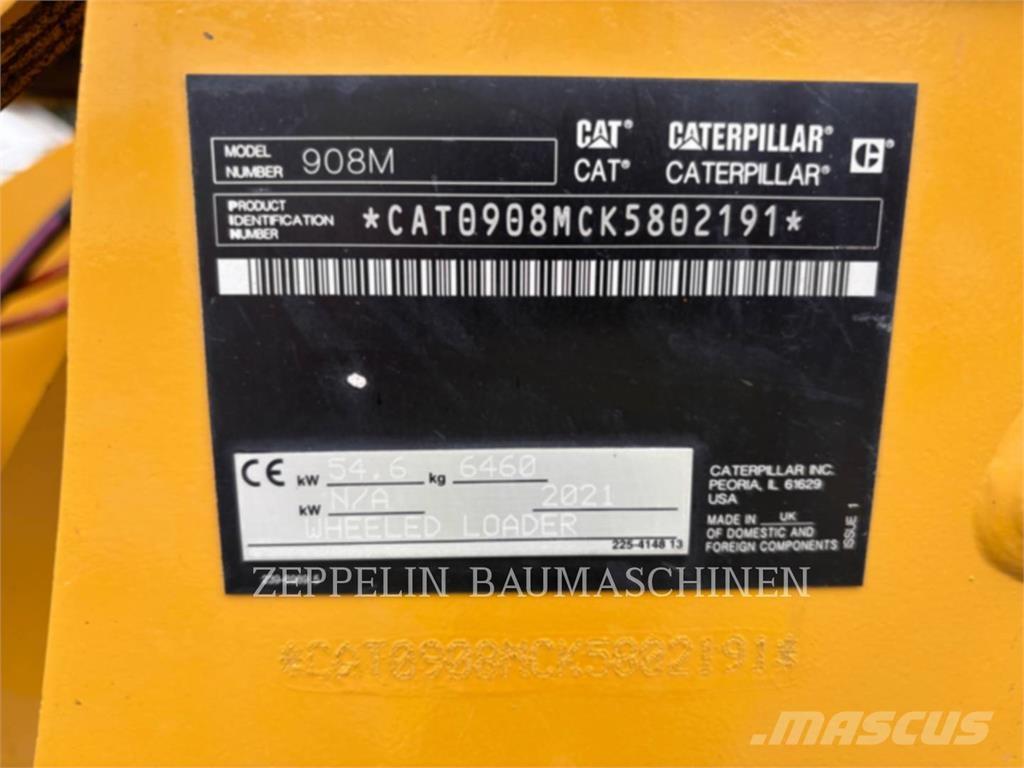 MODEL NUMBER 908M
CAT® CATERPILLAR®
CAT® CATERPILLAR®
PRODUCT IDENTIFICATION NUMBER *CAT0908MCK5802191*
CE kW 54.6 kg 6460
kW N/A 2021
WHEELED LOADER
225-4148 13
CATERPILLAR INC.
PEORIA, IL 61629
USA
MADE IN UK
OF DOMESTIC AND
FOREIGN COMPONENTS
ISSUE 1
ZEPPELIN BAUMASCHINEN
*CAT0908MCK5802191*
MASCUS